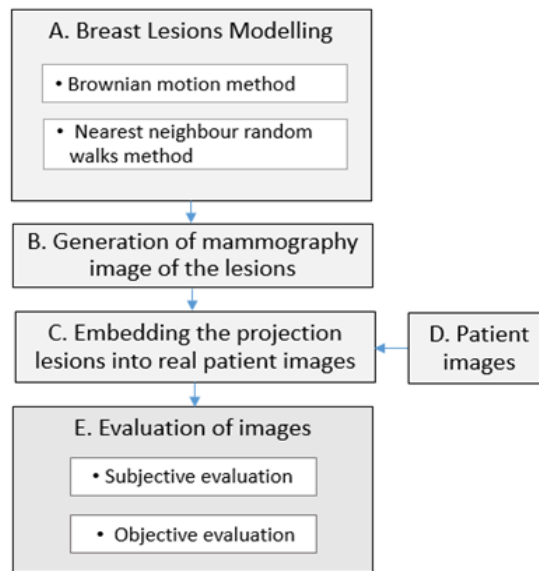 A. Breast Lesions Modelling
• Brownian motion method
• Nearest neighbour random
walks method
B. Generation of mammography
image of the lesions
C. Embedding the projection
lesions into real patient images
D. Patient
images
E. Evaluation of images
• Subjective evaluation
• Objective evaluation